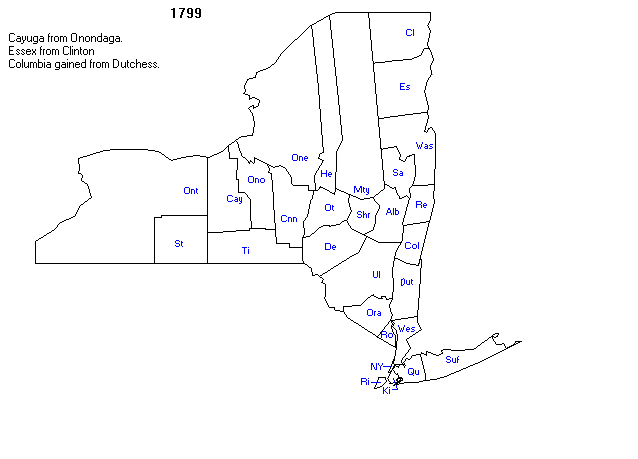 1799
Cayuga from Onondaga.
Essex from Clinton
Columbia gained from Dutchess.
Cl
Es
Was
One
Ono
He
Sa
Ont
Cay
Mty
Ot
Shr
Alb
Re
Cnn
St
Ti
De
Col
Ul
Dut
Ora
Ro
Wes
NY
Qu
Suf
Ri
Ki